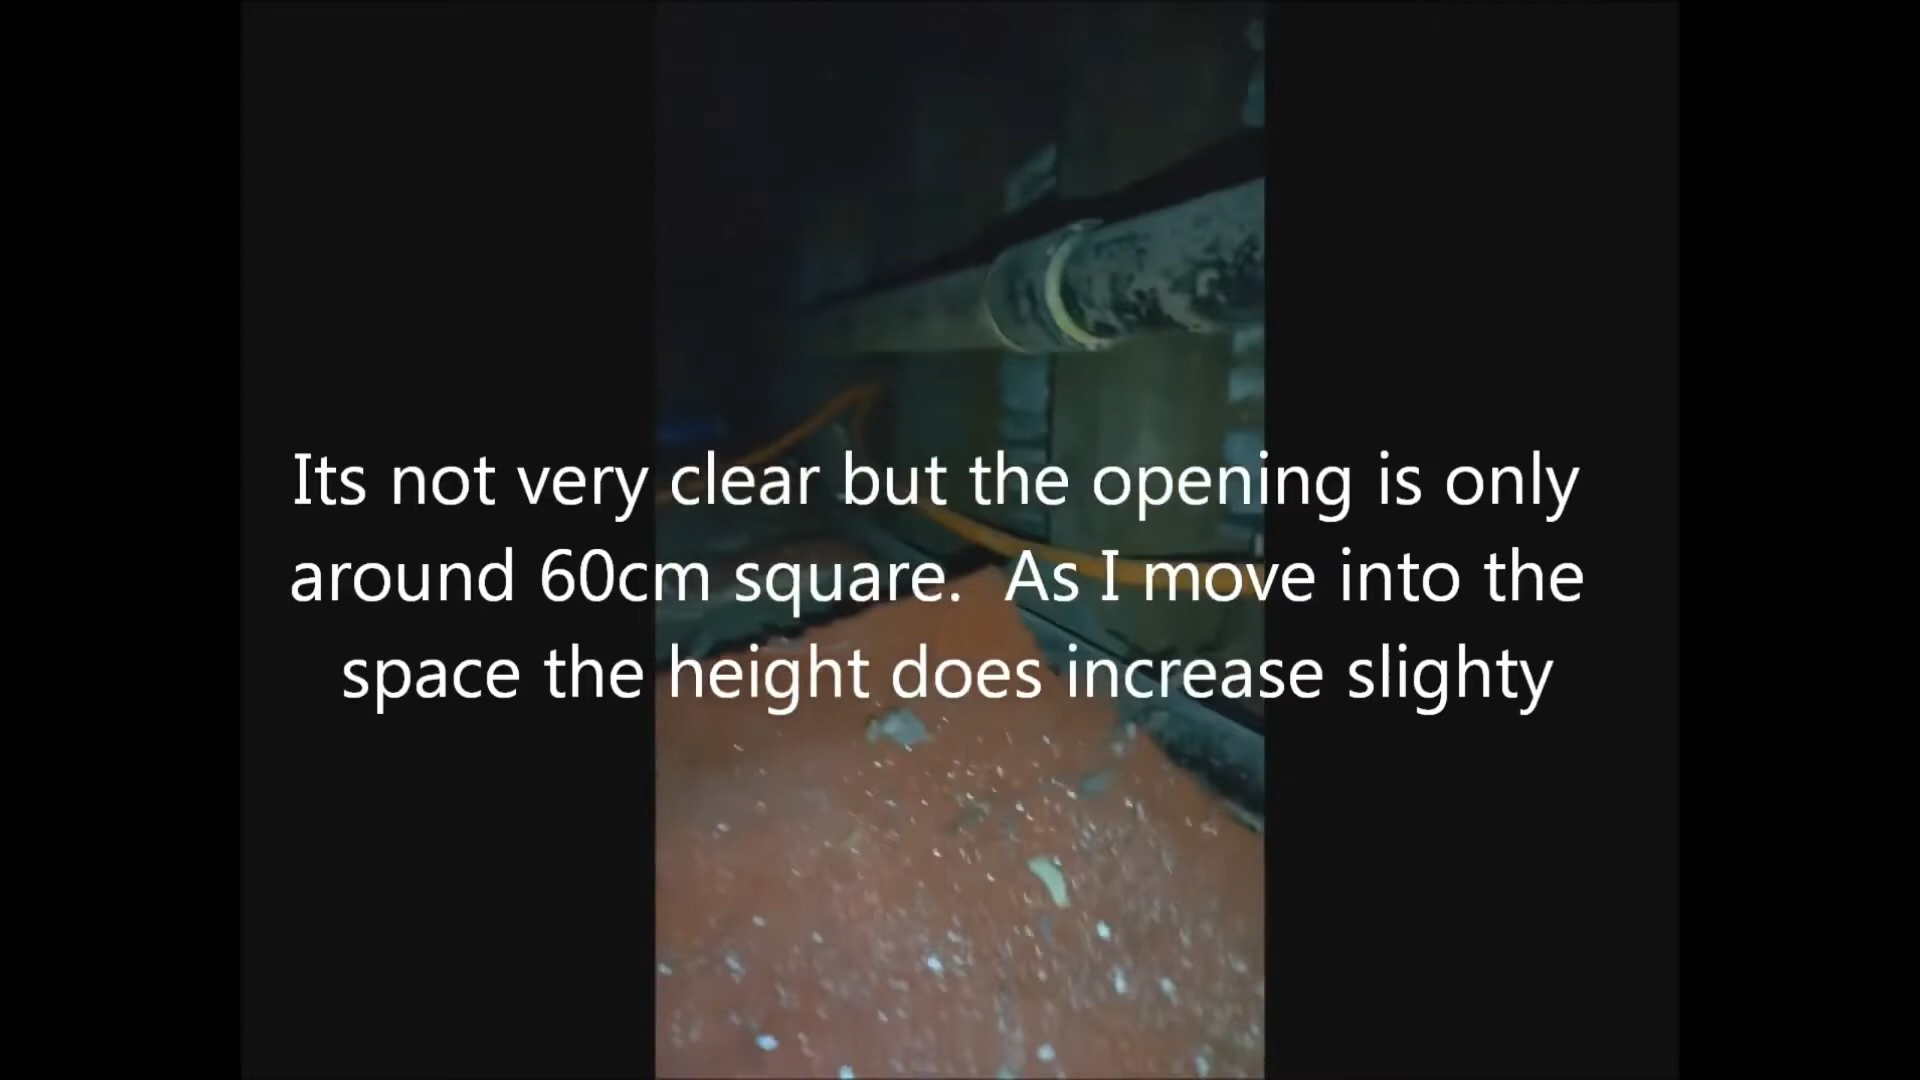 Its not very clear but the opening is only
around 60cm square.  As I move into the
space the height does increase slighty